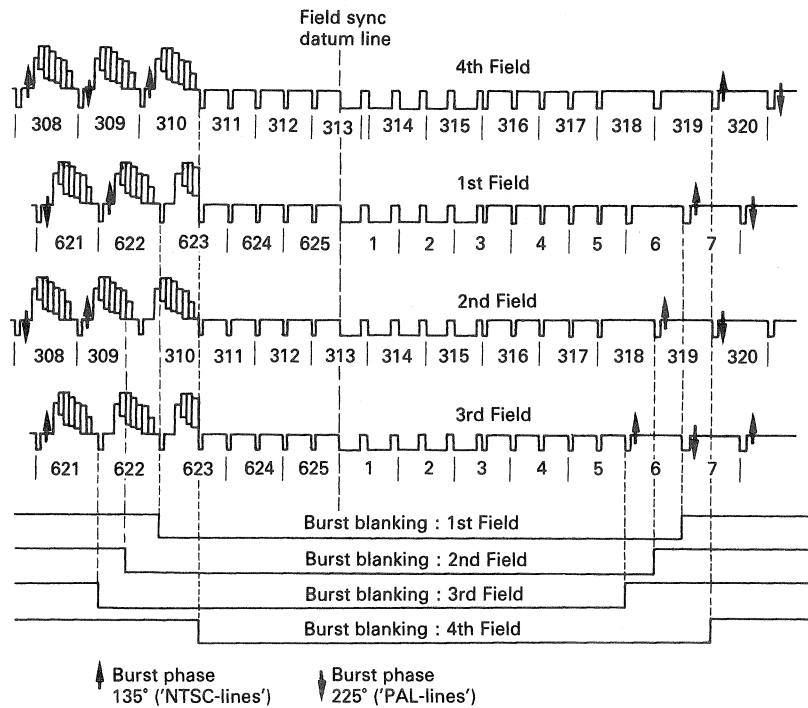 Field sync
datum line
4th Field
308 309 310 311 312 313 314 315 316 317 318 319 320
1st Field
621 622 623 624 625 1 2 3 4 5 6 7
2nd Field
308 309 310 311 312 313 314 315 316 317 318 319 320
3rd Field
621 622 623 624 625 1 2 3 4 5 6 7
Burst blanking : 1st Field
Burst blanking : 2nd Field
Burst blanking : 3rd Field
Burst blanking : 4th Field
Burst phase
135° ('NTSC-lines')
Burst phase
225° ('PAL-lines')